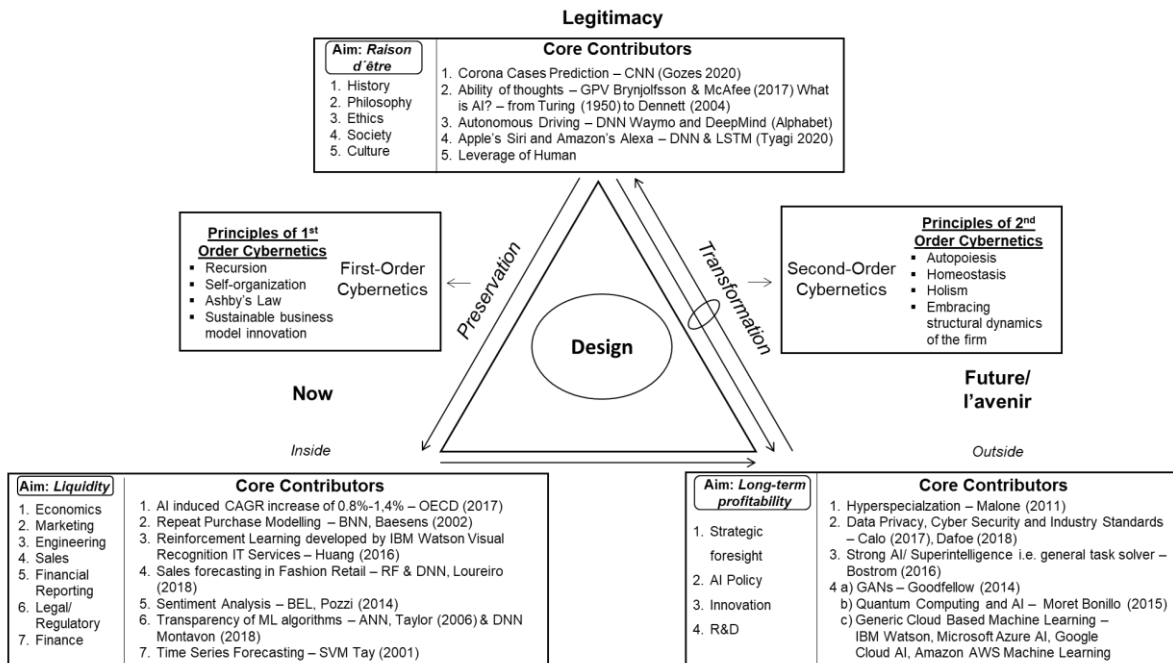 Legitimacy
Aim: Raison
d´être
1. History
2. Philosophy
3. Ethics
4. Society
5. Culture
Core Contributors
1. Corona Cases Prediction – CNN (Gozes 2020)
2. Ability of thoughts – GPV Brynjolfsson & McAfee (2017) What
is AI? – from Turing (1950) to Dennett (2004)
3. Autonomous Driving – DNN Waymo and DeepMind (Alphabet)
4. Apple's Siri and Amazon's Alexa – DNN & LSTM (Tyagi 2020)
5. Leverage of Human
Principles of 1st
Order Cybernetics
▪ Recursion
▪ Self-organization
▪ Ashby's Law
▪ Sustainable business
model innovation
First-Order
Cybernetics
Preservation
Design
Transformation
Second-Order
Cybernetics
Principles of 2nd
Order Cybernetics
▪ Autopoiesis
▪ Homeostasis
▪ Holism
▪ Embracing
structural dynamics
of the firm
Now
Future/
l'avenir
Inside
Outside
Aim: Liquidity
1. Economics
2. Marketing
3. Engineering
4. Sales
5. Financial
Reporting
6. Legal/
Regulatory
7. Finance
Core Contributors
1. AI induced CAGR increase of 0.8%-1,4% – OECD (2017)
2. Repeat Purchase Modelling – BNN, Baesens (2002)
3. Reinforcement Learning developed by IBM Watson Visual
Recognition IT Services – Huang (2016)
4. Sales forecasting in Fashion Retail – RF & DNN, Loureiro
(2018)
5. Sentiment Analysis – BEL, Pozzi (2014)
6. Transparency of ML algorithms – ANN, Taylor (2006) & DNN
Montavon (2018)
7. Time Series Forecasting – SVM Tay (2001)
Aim: Long-term
profitability
1. Strategic
foresight
2. AI Policy
3. Innovation
4. R&D
Core Contributors
1. Hyperspecialzation – Malone (2011)
2. Data Privacy, Cyber Security and Industry Standards
– Calo (2017), Dafoe (2018)
3. Strong AI/ Superintelligence i.e. general task solver –
Bostrom (2016)
4 a) GANs – Goodfellow (2014)
b) Quantum Computing and AI – Moret Bonillo (2015)
c) Generic Cloud Based Machine Learning –
IBM Watson, Microsoft Azure AI, Google
Cloud AI, Amazon AWS Machine Learning